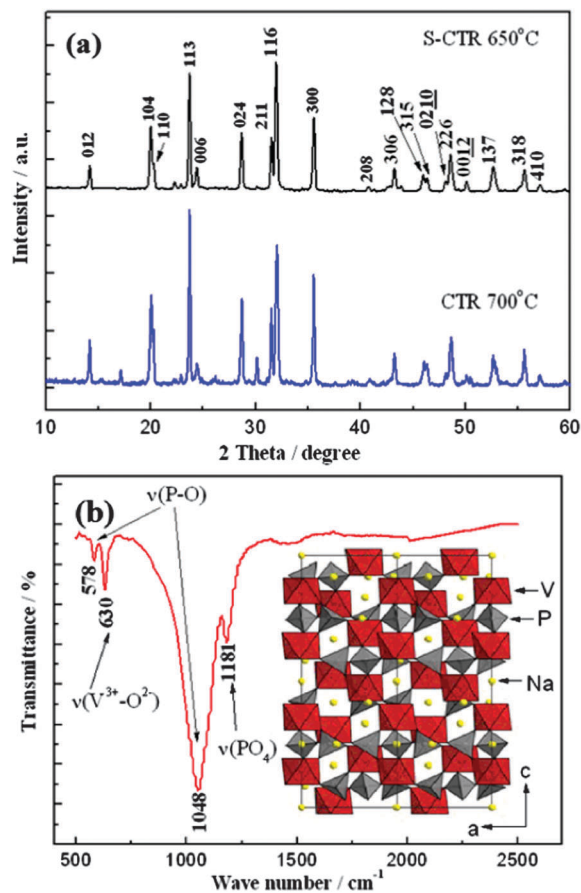 (a)
S-CTR 650°C
012
104
110
113
006
024
211
116
300
208
306
128
315
0210
226
0012
137
318
410
CTR 700°C
Intensity / a.u.
10 20 30 40 50 60
2 Theta / degree
(b)
ν(P-O)
578
630
ν(V³⁺-O²⁻)
1048
1181
ν(PO₄)
V
P
Na
c
a
Transmittance / %
500 1000 1500 2000 2500
Wave number / cm⁻¹